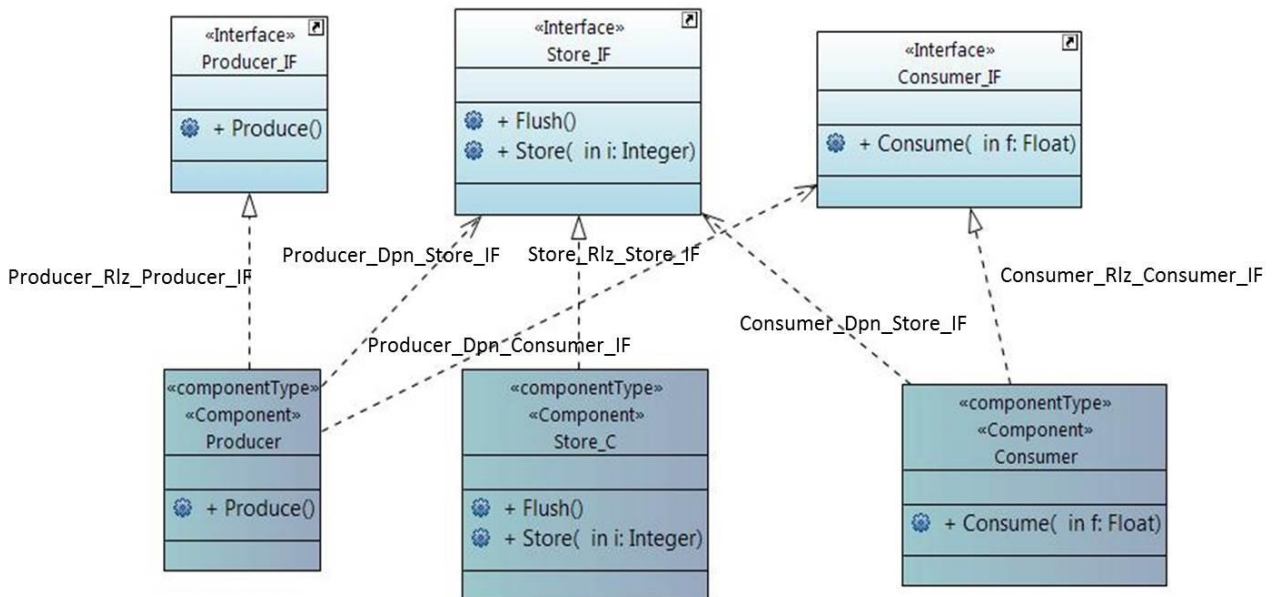 «Interface»
Producer_IF
+ Produce()
«Interface»
Store_IF
+ Flush()
+ Store( in i: Integer)
«Interface»
Consumer_IF
+ Consume( in f: Float)
Producer_Rlz_Producer_IF
Producer_Dpn_Store_IF
Store_Rlz_Store_IF
Producer_Dpn_Consumer_IF
Consumer_Dpn_Store_IF
Consumer_Rlz_Consumer_IF
«componentType»
«Component»
Producer
+ Produce()
«componentType»
«Component»
Store_C
+ Flush()
+ Store( in i: Integer)
«componentType»
«Component»
Consumer
+ Consume( in f: Float)